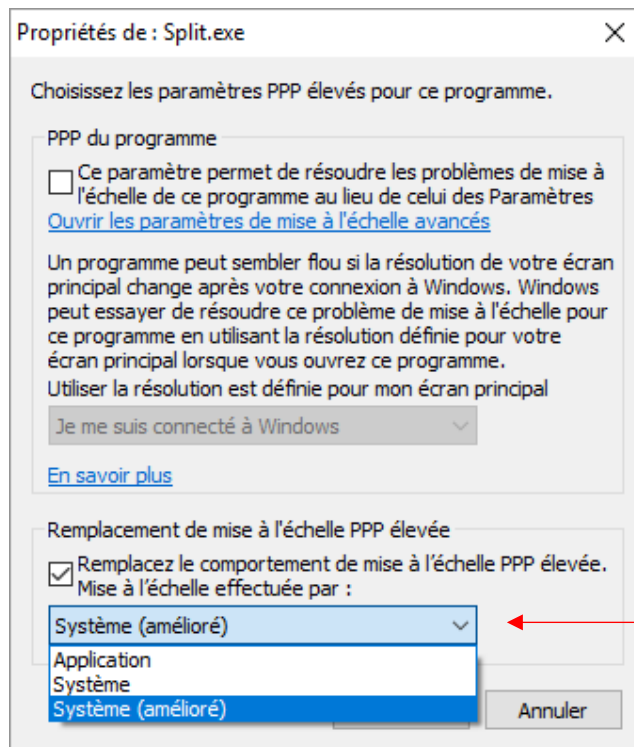 Propriétés de : Split.exe
Choisissez les paramètres PPP élevés pour ce programme.
PPP du programme
Ce paramètre permet de résoudre les problèmes de mise à
l'échelle de ce programme au lieu de celui des Paramètres
Ouvrir les paramètres de mise à l'échelle avancés
Un programme peut sembler flou si la résolution de votre écran
principal change après votre connexion à Windows. Windows
peut essayer de résoudre ce problème de mise à l'échelle pour
ce programme en utilisant la résolution définie pour votre
écran principal lorsque vous ouvrez ce programme.
Utiliser la résolution est définie pour mon écran principal
Je me suis connecté à Windows
En savoir plus
Remplacement de mise à l'échelle PPP élevée
Remplacez le comportement de mise à l’échelle PPP élevée.
Mise à l’échelle effectuée par :
Système (amélioré)
Application
Système
Système (amélioré)
Annuler